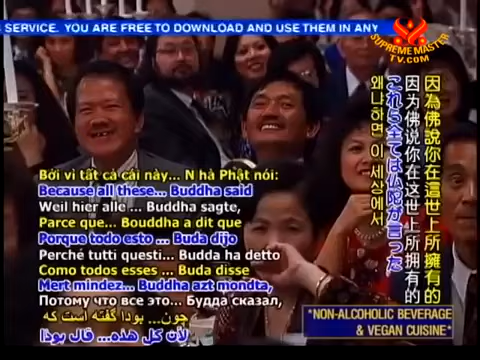 SERVICE. YOU ARE FREE TO DOWNLOAD AND USE THEM IN ANY
SUPREME MASTER
TV.COM
因為佛說你在這世上所擁有的
因为佛说你在这世上所拥有的
これら全ては仏陀が言った
왜냐하면 이 세상에서
Bởi vì tất cả cái này... N hà Phật nói:
Because all these... Buddha said
Weil hier alle ... Buddha sagte,
Parce que... Bouddha a dit que
Porque todo esto ... Buda dijo
Perché tutti questi... Budda ha detto
Como todos esses ... Buda disse
Mert mindez... Buddha azt mondta,
Потому что все это... Будда сказал,
چون... بودا گفته است که
لأن كل هذه... قال بوذا:
*NON-ALCOHOLIC BEVERAGE
& VEGAN CUISINE*